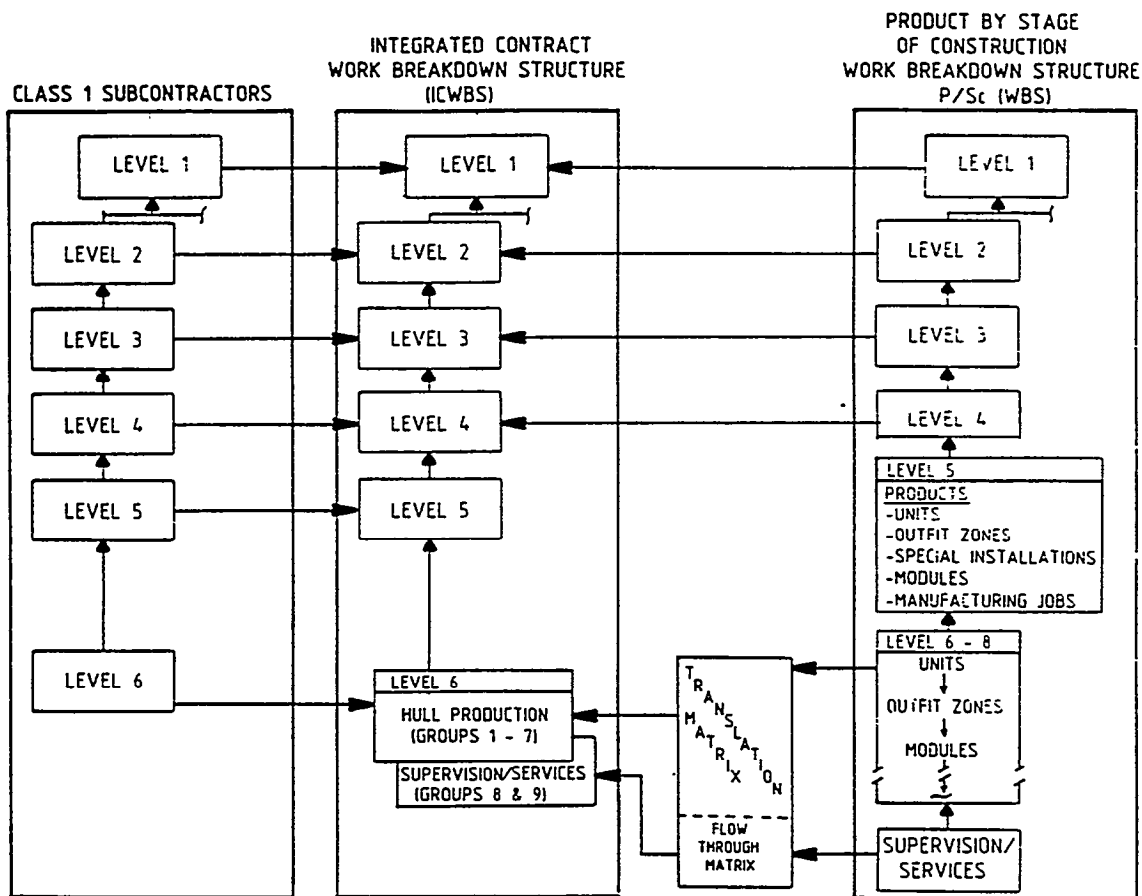 CLASS 1 SUBCONTRACTORS
LEVEL 1
LEVEL 2
LEVEL 3
LEVEL 4
LEVEL 5
LEVEL 6
INTEGRATED CONTRACT
WORK BREAKDOWN STRUCTURE
(ICWBS)
LEVEL 1
LEVEL 2
LEVEL 3
LEVEL 4
LEVEL 5
LEVEL 6
HULL PRODUCTION
(GROUPS 1 - 7)
SUPERVISION/SERVICES
(GROUPS 8 & 9)
TRANSLATION
MATRIX
FLOW
THROUGH
MATRIX
PRODUCT BY STAGE
OF CONSTRUCTION
WORK BREAKDOWN STRUCTURE
P/Sc (WBS)
LEVEL 1
LEVEL 2
LEVEL 3
LEVEL 4
LEVEL 5
PRODUCTS
-UNITS
-OUTFIT ZONES
-SPECIAL INSTALLATIONS
-MODULES
-MANUFACTURING JOBS
LEVEL 6 - 8
UNITS
OUTFIT ZONES
MODULES
SUPERVISION/
SERVICES